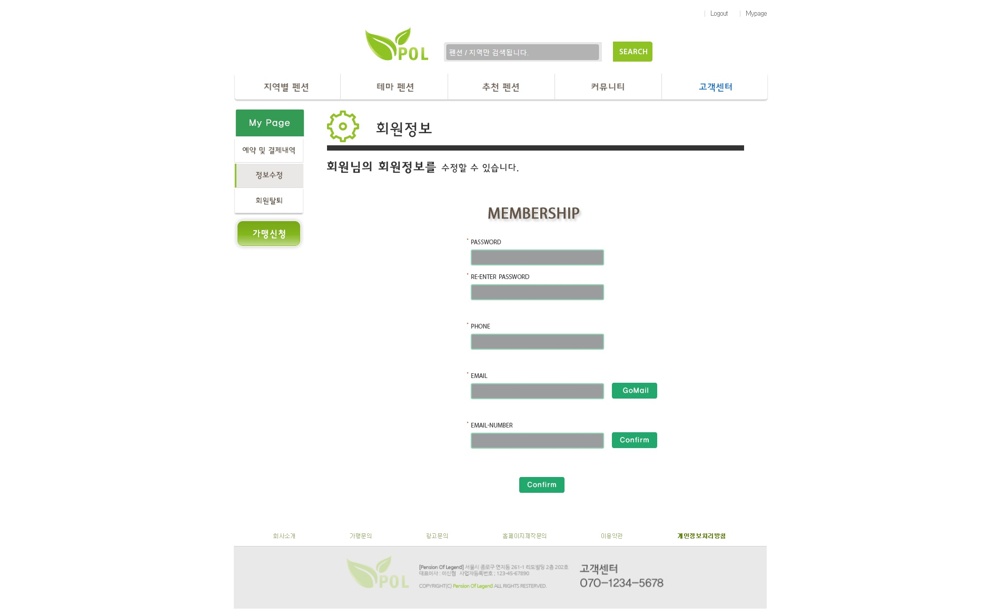 Logout
Mypage
POL
펜션 / 지역만 검색됩니다.
SEARCH
지역별 펜션
테마 펜션
추천 펜션
커뮤니티
고객센터
My Page
예약 및 결제내역
정보수정
회원탈퇴
가맹신청
회원정보
회원님의 회원정보를 수정할 수 있습니다.
MEMBERSHIP
* PASSWORD
* RE-ENTER PASSWORD
* PHONE
* EMAIL
GoMail
* EMAIL-NUMBER
Confirm
Confirm
회사소개
가맹문의
광고문의
홈페이지제작문의
이용약관
개인정보처리방침
POL
[Pension Of Legend] 서울시 종로구 연지동 261-1 리도빌딩 2층 202호
대표이사 : 이신협 사업자등록번호 ; 123-45-67890
COPYRIGHT(C) Pension Of Legend ALL RIGHTS RESTERVED.
고객센터
070-1234-5678